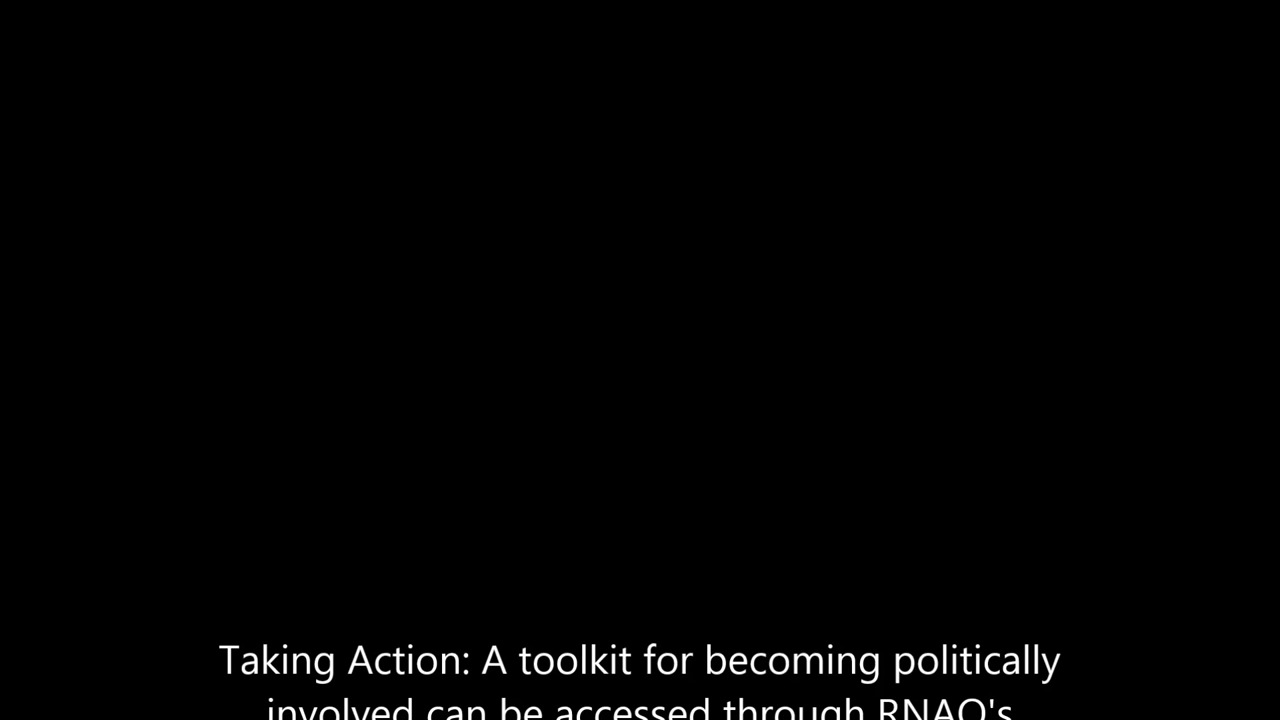 Taking Action: A toolkit for becoming politically
involved can be accessed through RNAO's